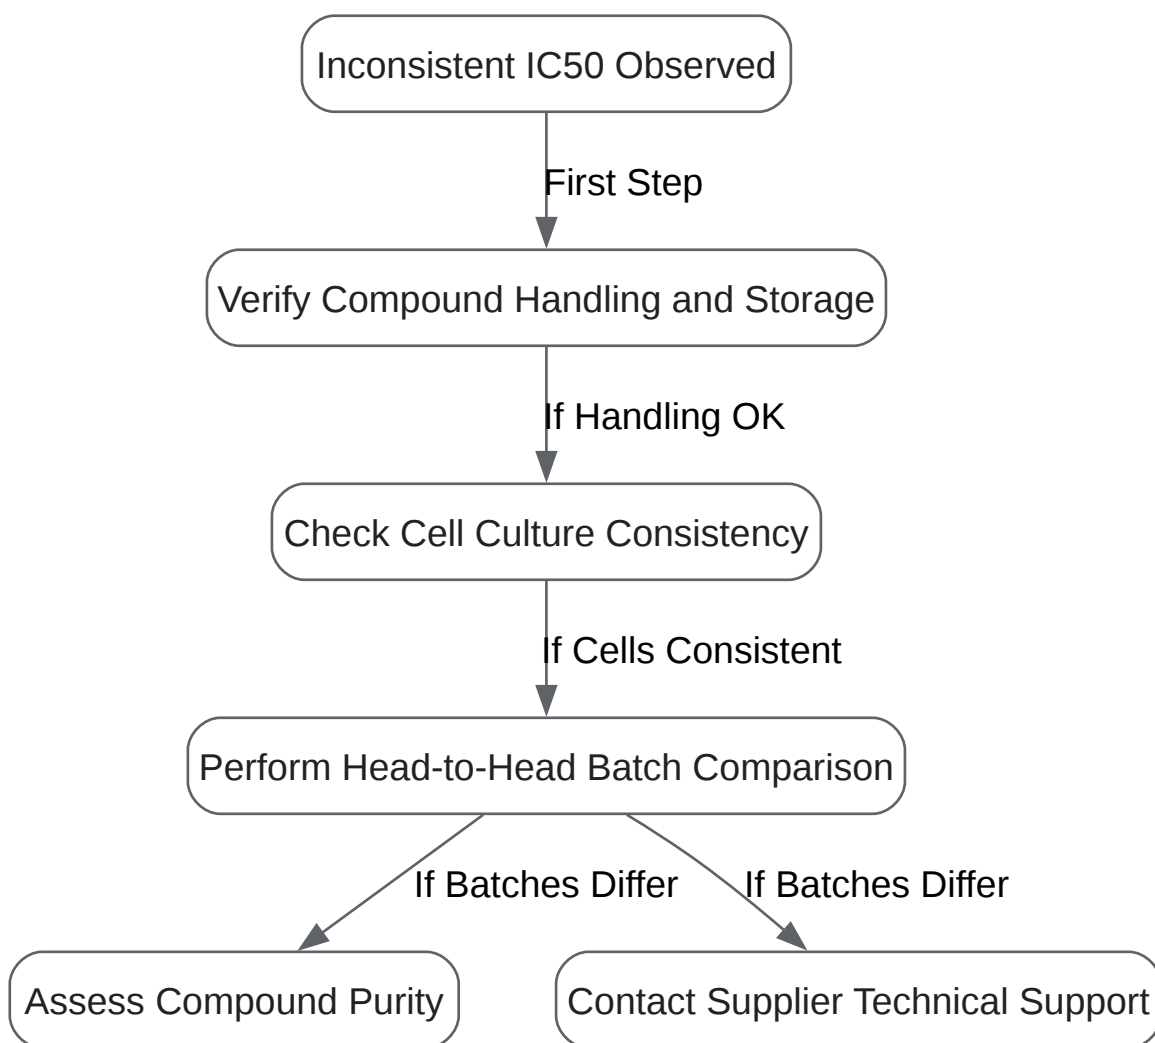 Inconsistent IC50 Observed
First Step
Verify Compound Handling and Storage
If Handling OK
Check Cell Culture Consistency
If Cells Consistent
Perform Head-to-Head Batch Comparison
If Batches Differ
If Batches Differ
Assess Compound Purity
Contact Supplier Technical Support